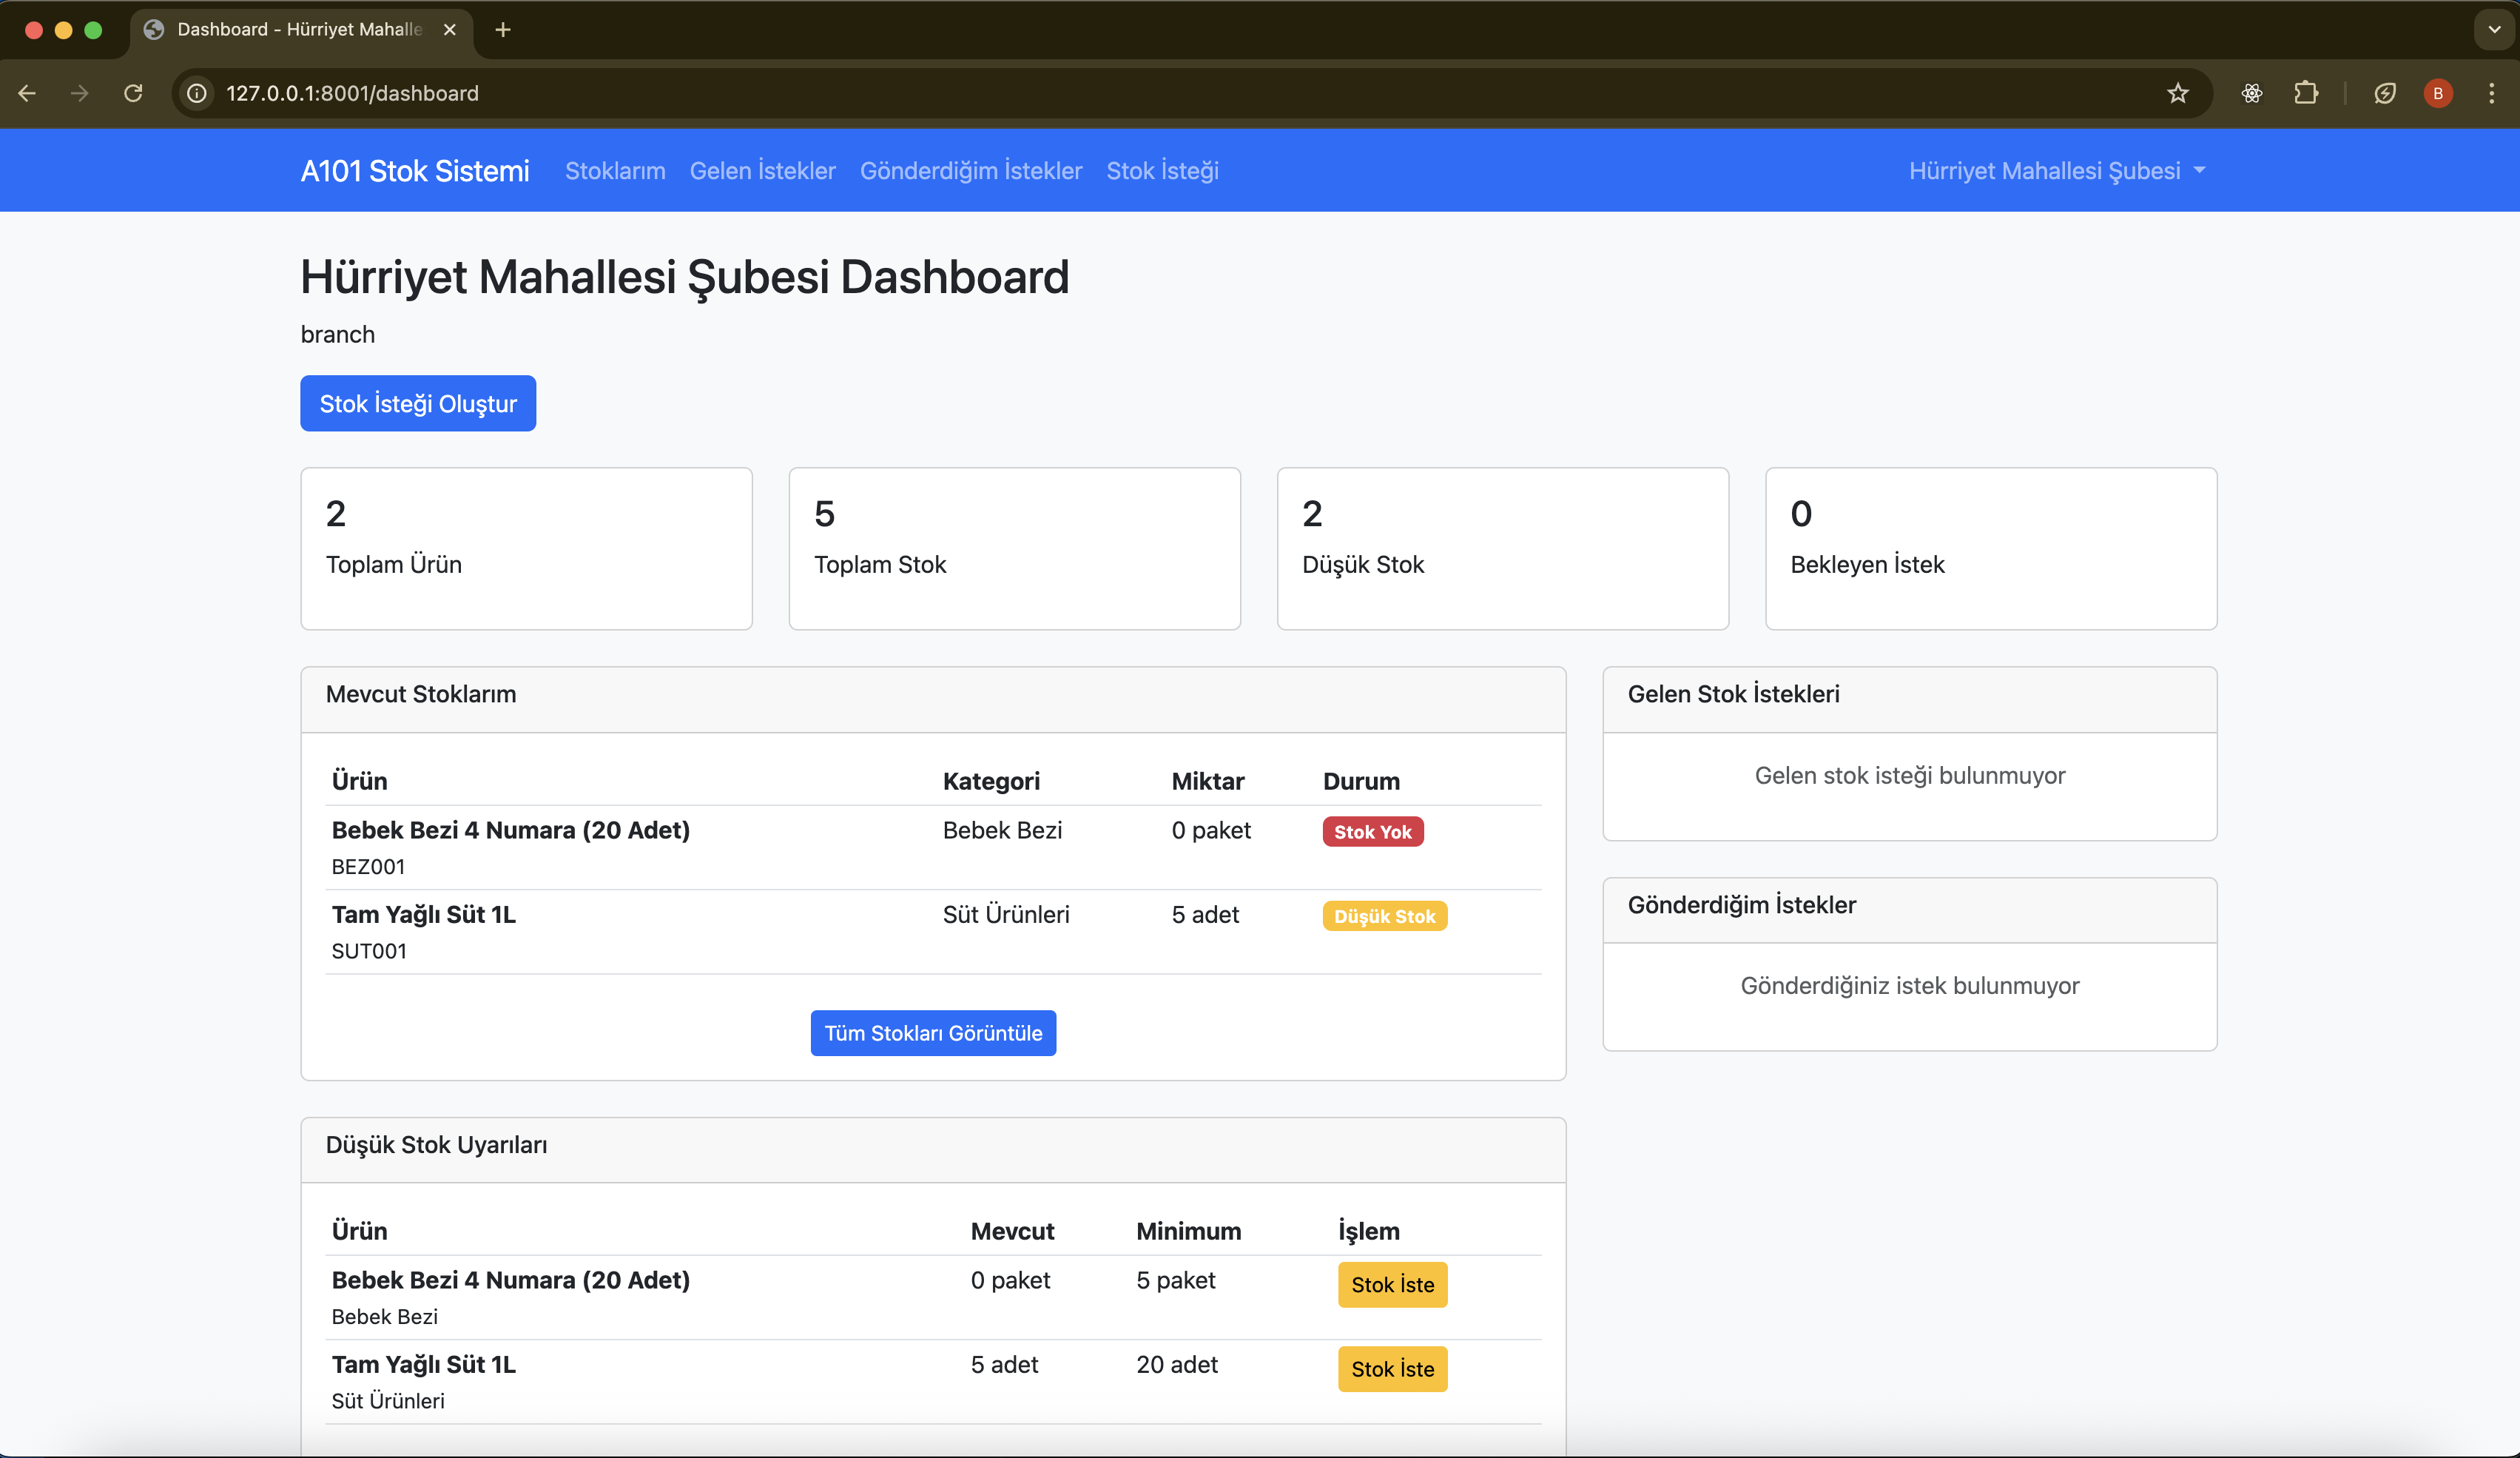 Dashboard - Hürriyet Mahalle
127.0.0.1:8001/dashboard
B
A101 Stok Sistemi Stoklarım Gelen İstekler Gönderdiğim İstekler Stok İsteği Hürriyet Mahallesi Şubesi
Hürriyet Mahallesi Şubesi Dashboard
branch
Stok İsteği Oluştur
2
Toplam Ürün
5
Toplam Stok
2
Düşük Stok
0
Bekleyen İstek
Mevcut Stoklarım
Ürün Kategori Miktar Durum
Bebek Bezi 4 Numara (20 Adet) Bebek Bezi 0 paket Stok Yok
BEZ001
Tam Yağlı Süt 1L Süt Ürünleri 5 adet Düşük Stok
SUT001
Tüm Stokları Görüntüle
Gelen Stok İstekleri
Gelen stok isteği bulunmuyor
Gönderdiğim İstekler
Gönderdiğiniz istek bulunmuyor
Düşük Stok Uyarıları
Ürün Mevcut Minimum İşlem
Bebek Bezi 4 Numara (20 Adet) 0 paket 5 paket Stok İste
Bebek Bezi
Tam Yağlı Süt 1L 5 adet 20 adet Stok İste
Süt Ürünleri